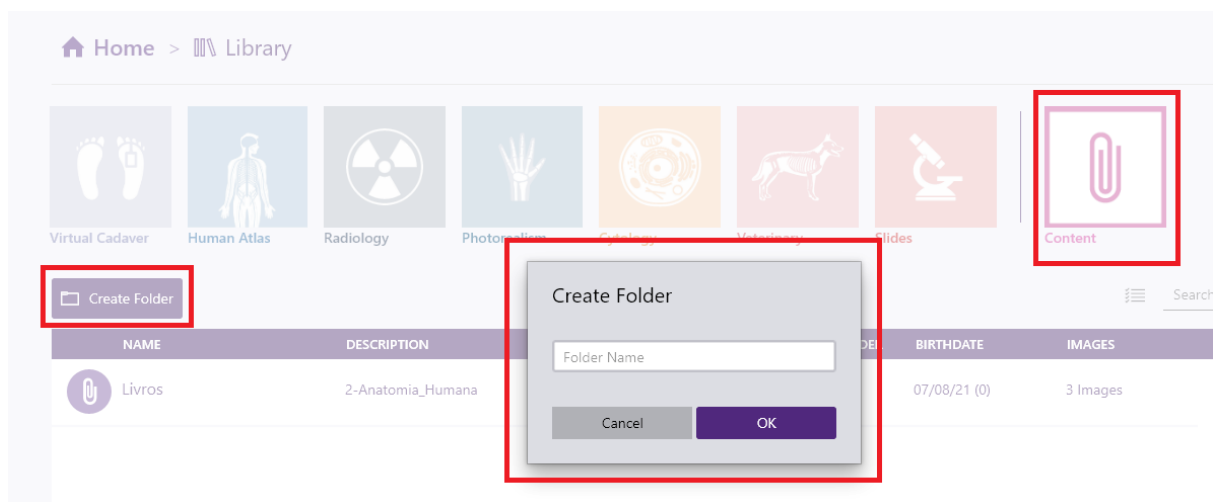 Home > Library
Virtual Cadaver
Human Atlas
Radiology
Photorealism
Cytology
Veterinary
Slides
Content
Create Folder
Search
NAME DESCRIPTION BIRTHDATE IMAGES
Livros 2-Anatomia_Humana 07/08/21 (0) 3 Images
Create Folder
Folder Name
Cancel OK